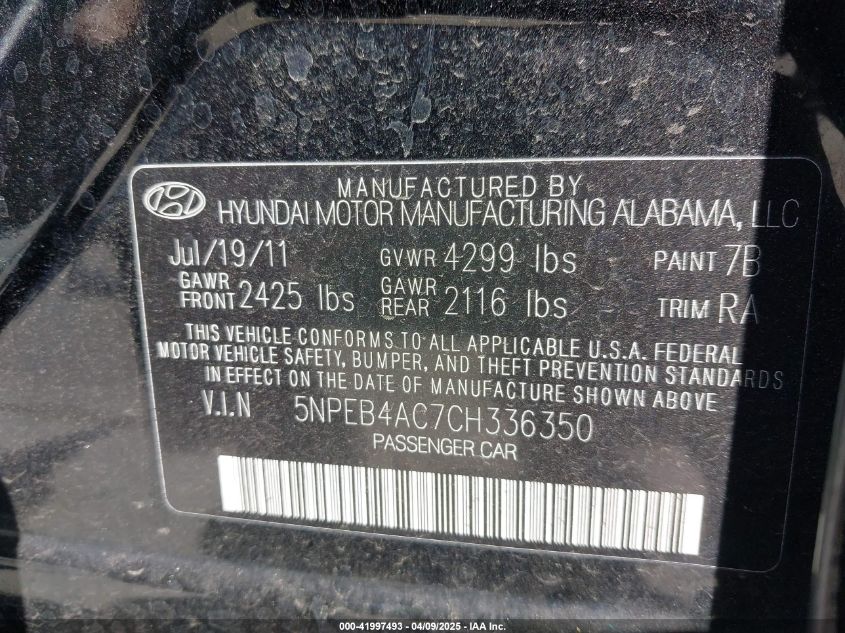 MANUFACTURED BY
HYUNDAI MOTOR MANUFACTURING ALABAMA, LLC
Jul/19/11 GVWR 4299 lbs PAINT 7B
GAWR FRONT 2425 lbs GAWR REAR 2116 lbs TRIM RA
THIS VEHICLE CONFORMS TO ALL APPLICABLE U.S.A. FEDERAL
MOTOR VEHICLE SAFETY, BUMPER, AND THEFT PREVENTION STANDARDS
IN EFFECT ON THE DATE OF MANUFACTURE SHOWN ABOVE
V.I.N 5NPEB4AC7CH336350
PASSENGER CAR
000-41997493 - 04/09/2025 - IAA Inc.